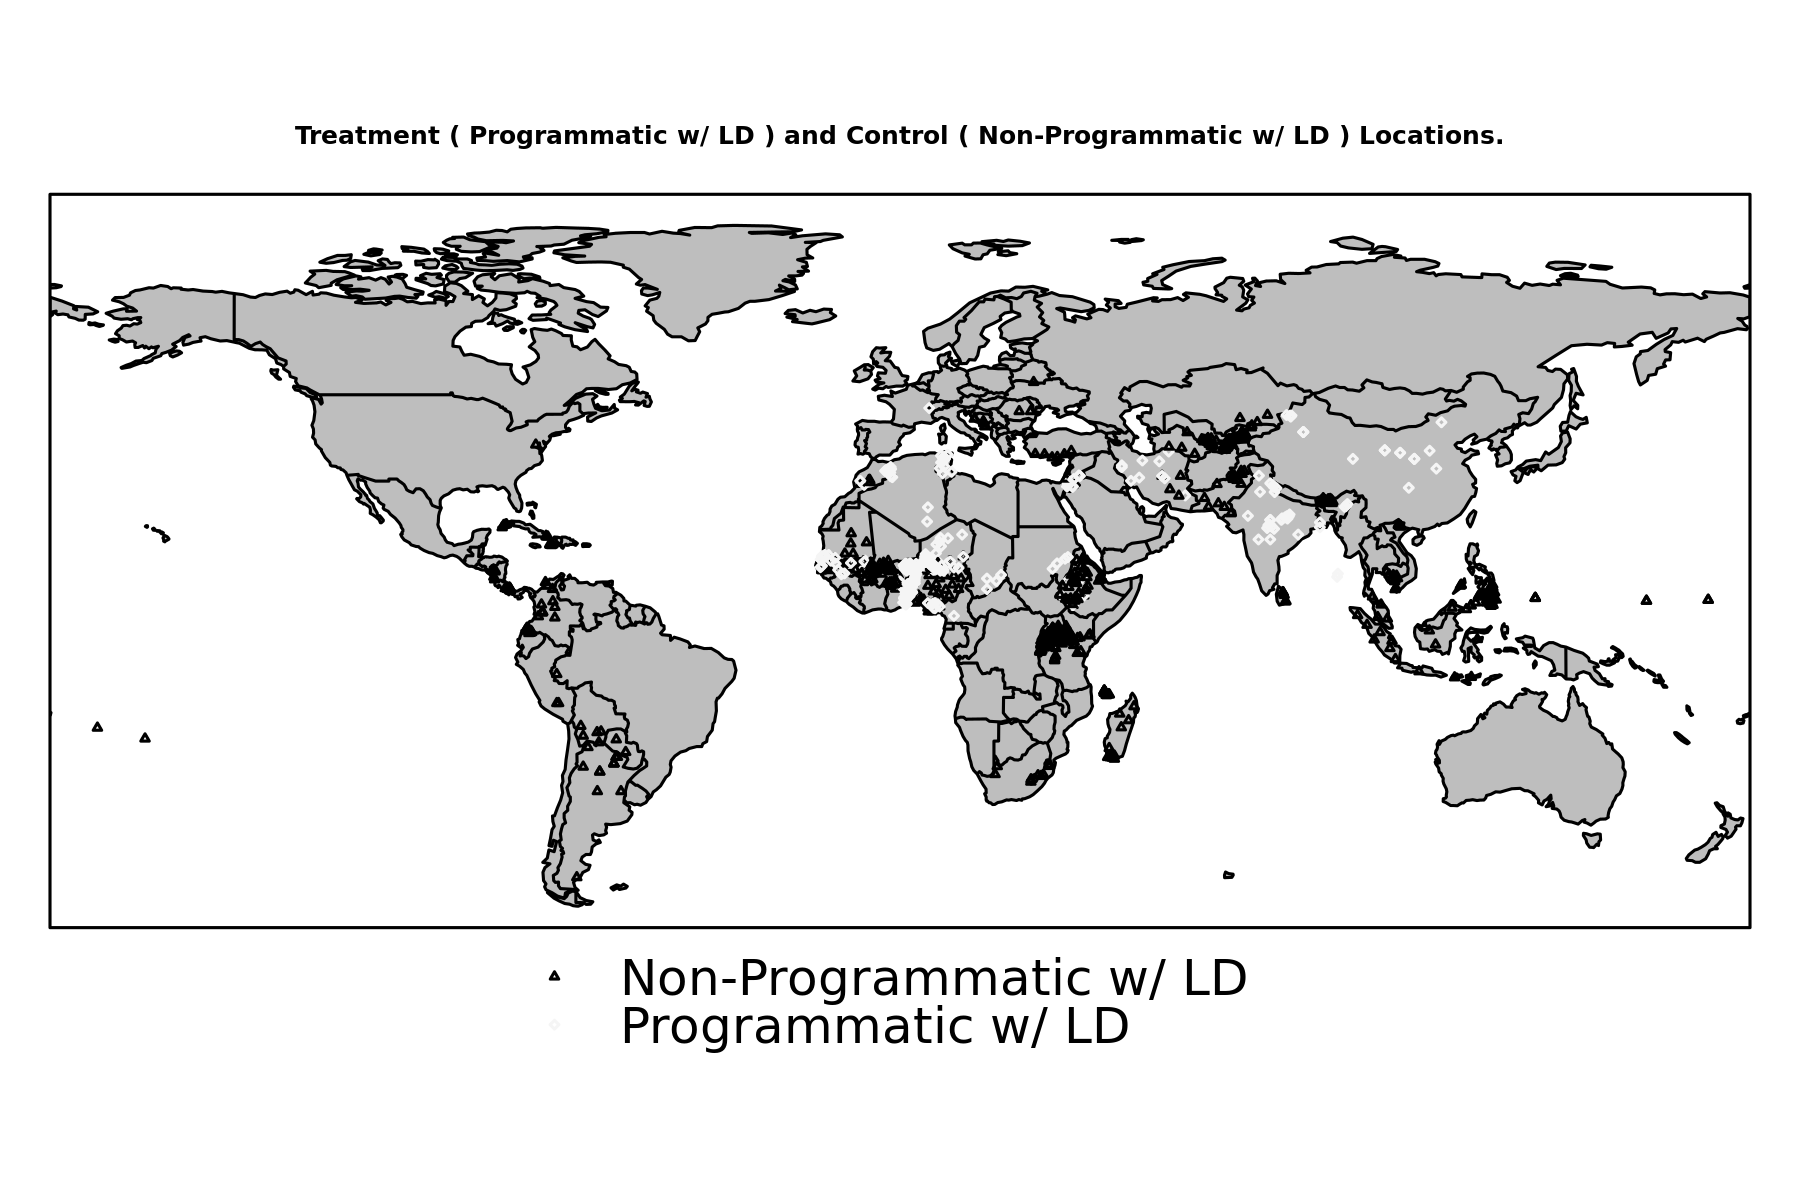 Treatment ( Programmatic w/ LD ) and Control ( Non-Programmatic w/ LD ) Locations.
Non-Programmatic w/ LD
Programmatic w/ LD